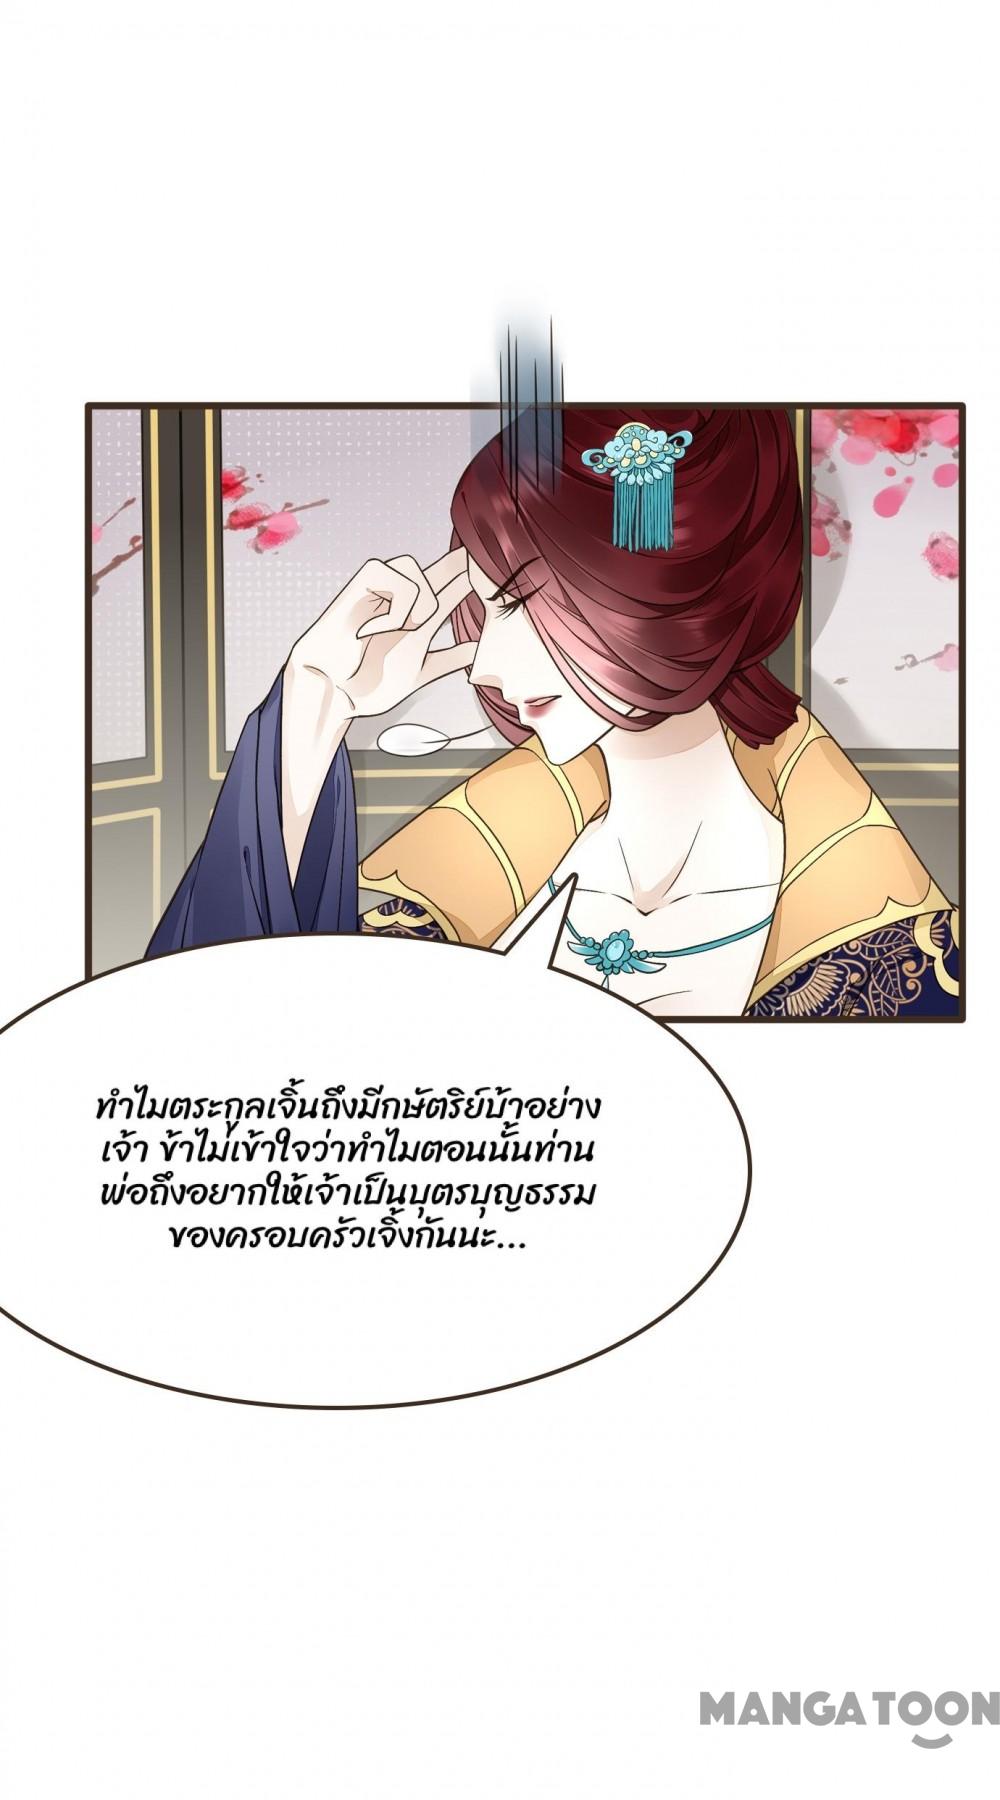 ทำไมตระกูลเจิ้นถึงมีกษัตริย์บ้าอย่าง
เจ้า ข้าไม่เข้าใจว่าทำไมตอนนั้นท่าน
พ่อถึงอยากให้เจ้าเป็นบุตรบุญธรรม
ของครอบครัวเจิ้งกันนะ...
MANGATOON